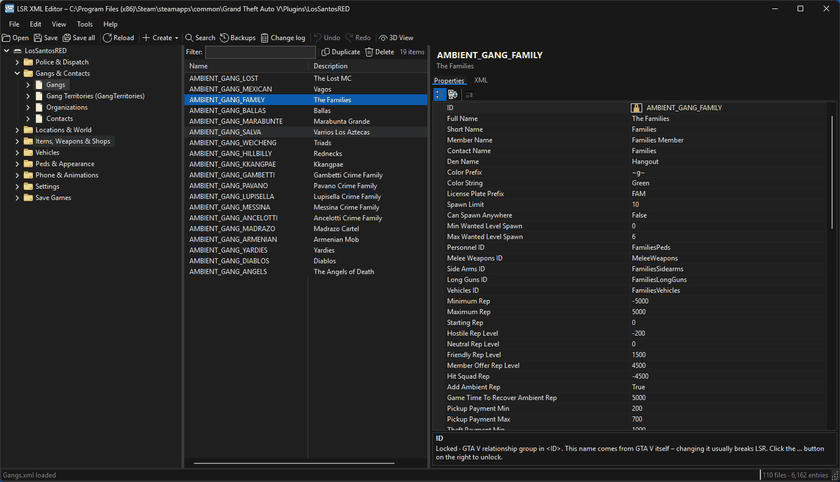 LSR XML Editor – C:\Program Files (x86)\Steam\steamapps\common\Grand Theft Auto V\Plugins\LosSantosRED
File Edit View Tools Help
Open Save Save all Reload Create Search Backups Change log Undo Redo 3D View
LosSantosRED
Police & Dispatch
Gangs & Contacts
Gangs
Gang Territories (GangTerritories)
Organizations
Contacts
Locations & World
Items, Weapons & Shops
Vehicles
Peds & Appearance
Phone & Animations
Settings
Save Games
Filter: Duplicate Delete 19 items
Name Description
AMBIENT_GANG_LOST The Lost MC
AMBIENT_GANG_MEXICAN Vagos
AMBIENT_GANG_FAMILY The Families
AMBIENT_GANG_BALLAS Ballas
AMBIENT_GANG_MARABUNTE Marabunta Grande
AMBIENT_GANG_SALVA Varrios Los Aztecas
AMBIENT_GANG_WEICHENG Triads
AMBIENT_GANG_HILLBILLY Rednecks
AMBIENT_GANG_KKANGPAE Kkangpae
AMBIENT_GANG_GAMBETTI Gambetti Crime Family
AMBIENT_GANG_PAVANO Pavano Crime Family
AMBIENT_GANG_LUPISELLA Lupisella Crime Family
AMBIENT_GANG_MESSINA Messina Crime Family
AMBIENT_GANG_ANCELOTTI Ancelotti Crime Family
AMBIENT_GANG_MADRAZO Madrazo Cartel
AMBIENT_GANG_ARMENIAN Armenian Mob
AMBIENT_GANG_YARDIES Yardies
AMBIENT_GANG_DIABLOS Diablos
AMBIENT_GANG_ANGELS The Angels of Death
AMBIENT_GANG_FAMILY
The Families
Properties XML
ID AMBIENT_GANG_FAMILY
Full Name The Families
Short Name Families
Member Name Families Member
Contact Name Families
Den Name Hangout
Color Prefix ~g~
Color String Green
License Plate Prefix FAM
Spawn Limit 10
Can Spawn Anywhere False
Min Wanted Level Spawn 0
Max Wanted Level Spawn 6
Personnel ID FamiliesPeds
Melee Weapons ID MeleeWeapons
Side Arms ID FamiliesSidearms
Long Guns ID FamiliesLongGuns
Vehicles ID FamiliesVehicles
Minimum Rep -5000
Maximum Rep 5000
Starting Rep 0
Hostile Rep Level -200
Neutral Rep Level 0
Friendly Rep Level 1500
Member Offer Rep Level 4500
Hit Squad Rep -4500
Add Ambient Rep True
Game Time To Recover Ambient Rep 5000
Pickup Payment Min 200
Pickup Payment Max 700
Theft Payment Min 1000
ID
Locked - GTA V relationship group in <ID>. This name comes from GTA V itself – changing it usually breaks LSR. Click the ... button
on the right to unlock.
Gangs.xml loaded
110 files - 6,162 entries